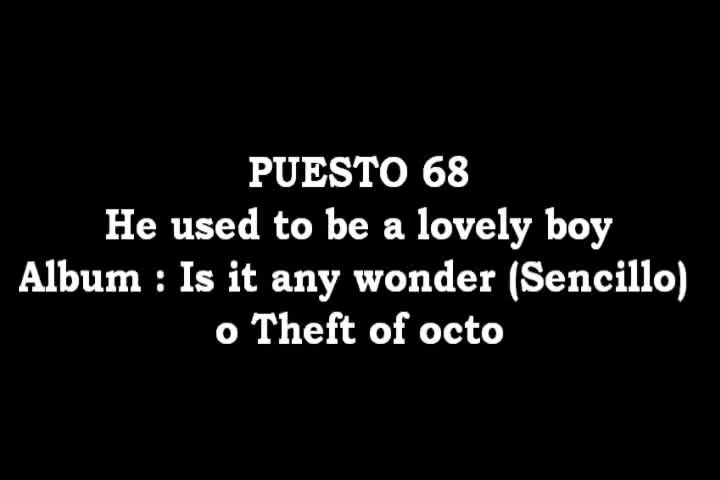 PUESTO 68
He used to be a lovely boy
Album : Is it any wonder (Sencillo)
o Theft of octo